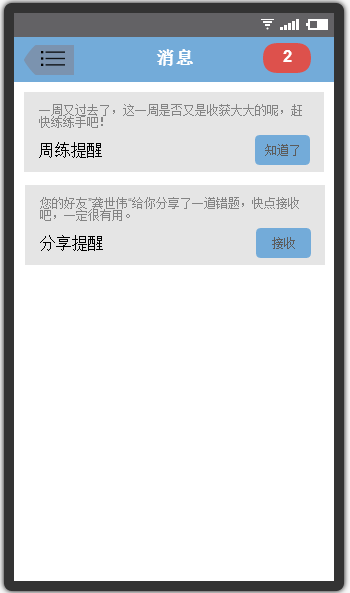 消息
2
一周又过去了，这一周是否又是收获大大的呢，赶
快练练手吧！
周练提醒
知道了
您的好友"龚世伟"给你分享了一道错题，快点接收
吧，一定很有用。
分享提醒
接收